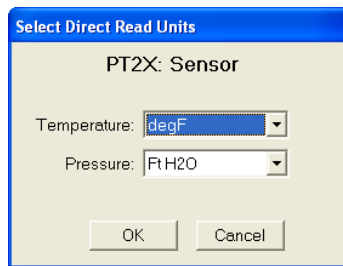 Select Direct Read Units
PT2X: Sensor
Temperature: degF
Pressure: Ft H2O
OK Cancel